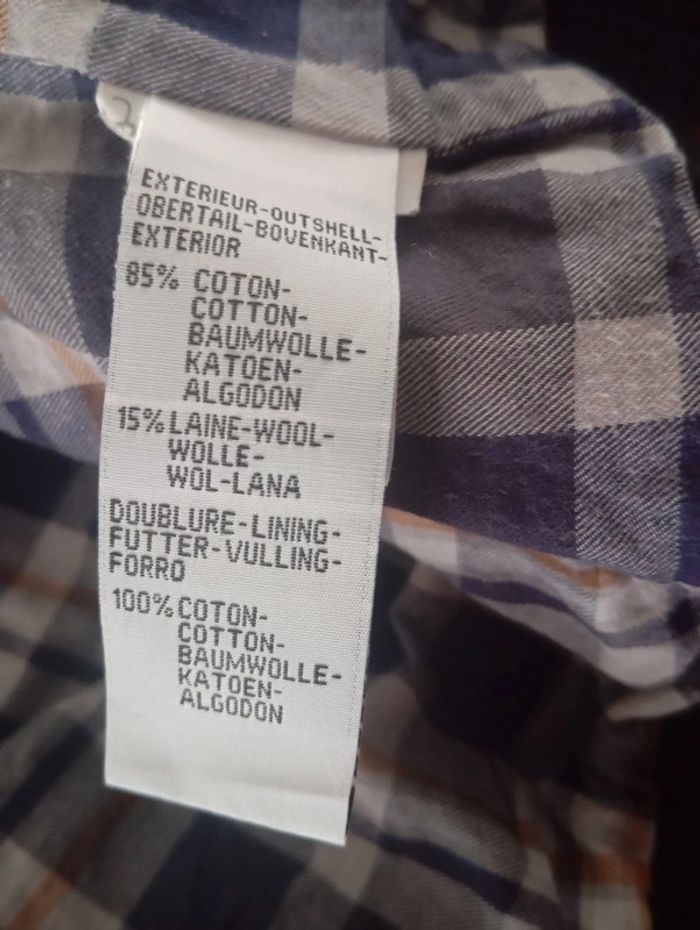 2
EXTERIEUR-OUTSHELL-
OBERTAIL-BOVENKANT-
EXTERIOR
85% COTON-
COTTON-
BAUMWOLLE-
KATOEN-
ALGODON
15% LAINE-WOOL-
WOLLE-
WOL-LANA
DOUBLURE-LINING-
FUTTER-VULLING-
FORRO
100% COTON-
COTTON-
BAUMWOLLE-
KATOEN-
ALGODON